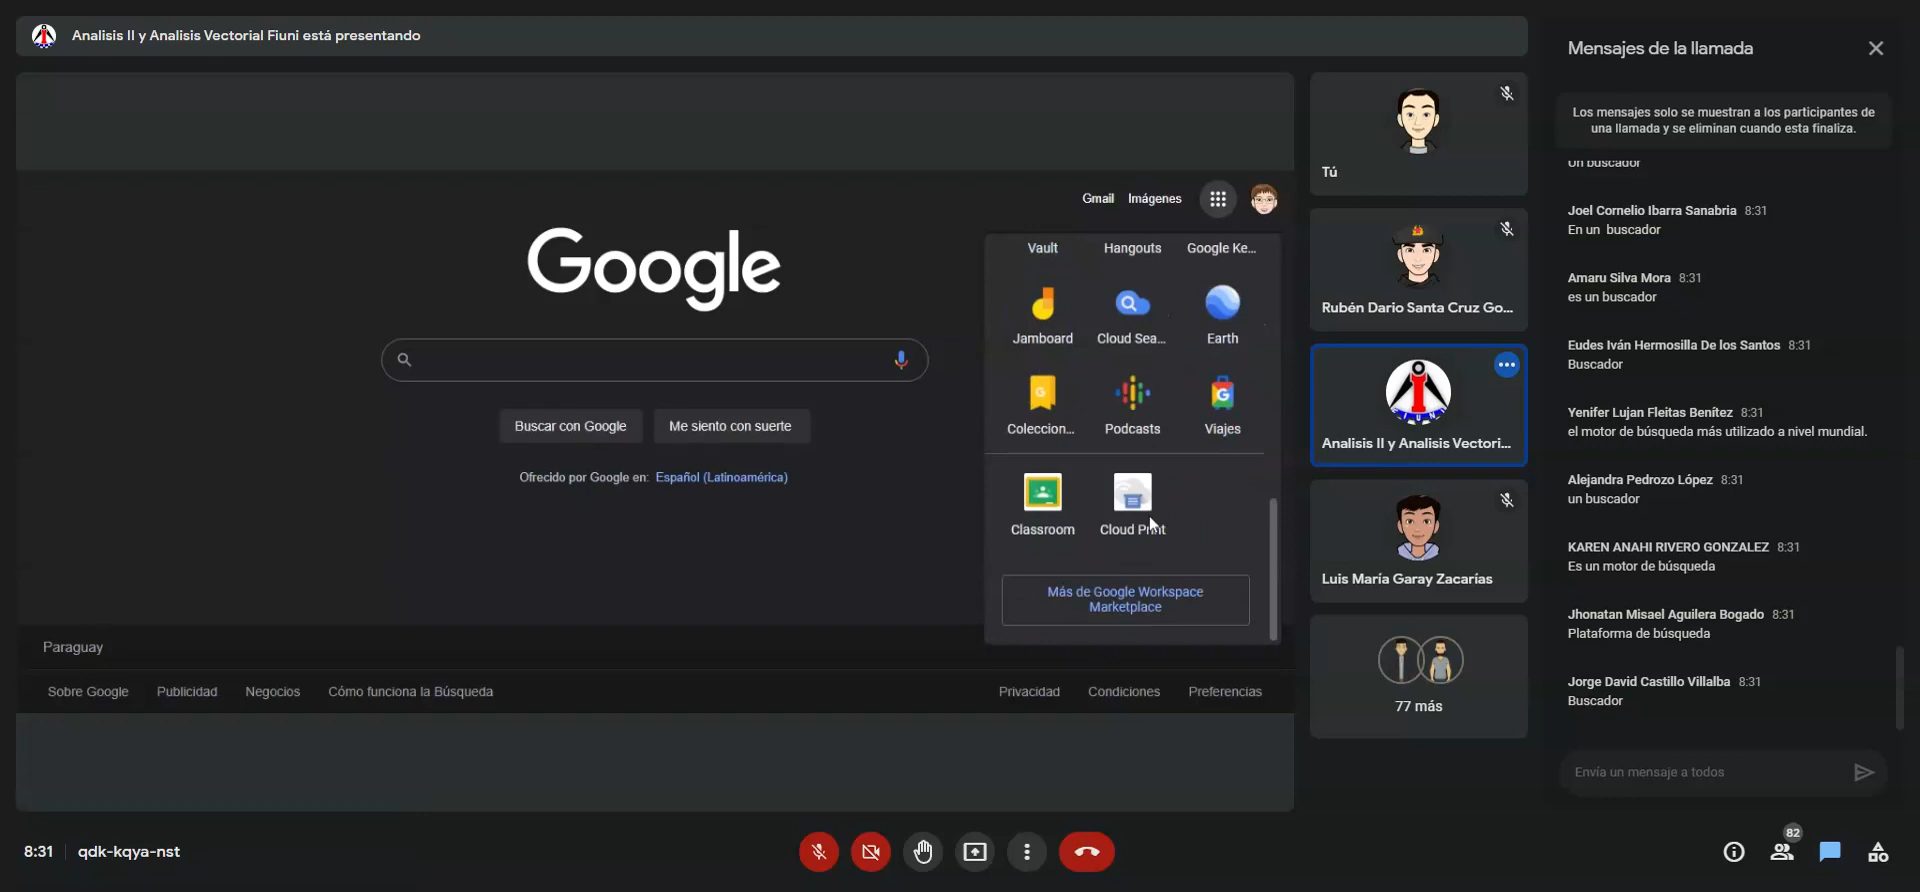 Analisis II y Analisis Vectorial Fiuni está presentando
Gmail Imágenes
Google
Buscar con Google Me siento con suerte
Ofrecido por Google en: Español (Latinoamérica)
Vault Hangouts Google Ke...
Jamboard Cloud Sea... Earth
Coleccion... Podcasts Viajes
Classroom Cloud Print
Más de Google Workspace
Marketplace
Paraguay
Sobre Google Publicidad Negocios Cómo funciona la Búsqueda
Privacidad Condiciones Preferencias
Tú
Rubén Dario Santa Cruz Go...
FIUNI
Analisis II y Analisis Vectori...
Luis María Garay Zacarías
77 más
Mensajes de la llamada
Los mensajes solo se muestran a los participantes de
una llamada y se eliminan cuando esta finaliza.
Un buscador
Joel Cornelio Ibarra Sanabria 8:31
En un buscador
Amaru Silva Mora 8:31
es un buscador
Eudes Iván Hermosilla De los Santos 8:31
Buscador
Yenifer Lujan Fleitas Benítez 8:31
el motor de búsqueda más utilizado a nivel mundial.
Alejandra Pedrozo López 8:31
un buscador
KAREN ANAHI RIVERO GONZALEZ 8:31
Es un motor de búsqueda
Jhonatan Misael Aguilera Bogado 8:31
Plataforma de búsqueda
Jorge David Castillo Villalba 8:31
Buscador
Envía un mensaje a todos
8:31 qdk-kqya-nst
82